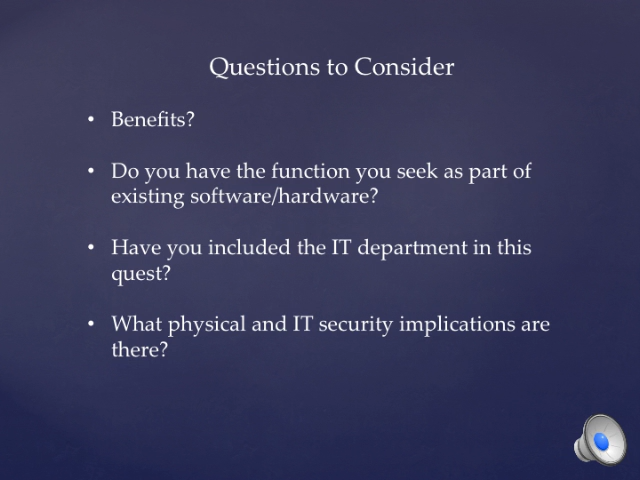 Questions to Consider
• Benefits?
• Do you have the function you seek as part of
existing software/hardware?
• Have you included the IT department in this
quest?
• What physical and IT security implications are
there?